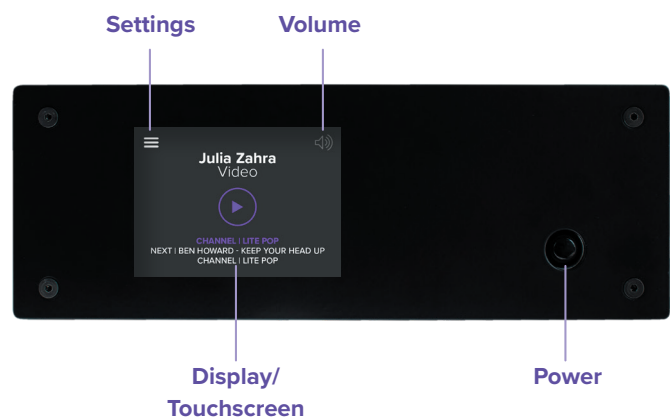 Settings
Volume
Julia Zahra
Video
CHANNEL | LITE POP
NEXT | BEN HOWARD - KEEP YOUR HEAD UP
CHANNEL | LITE POP
Display/
Touchscreen
Power